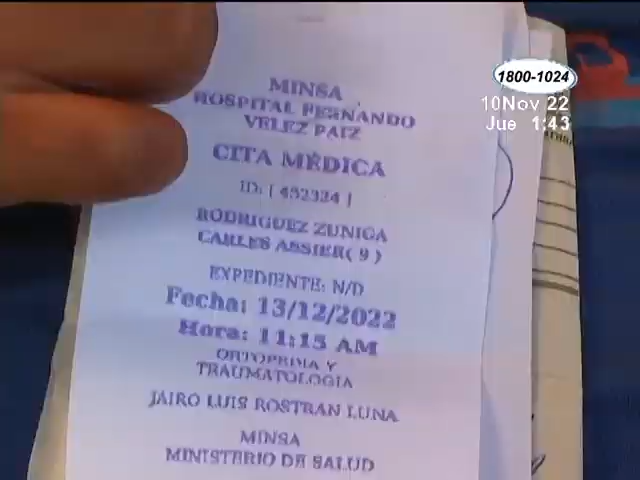 1800-1024
10Nov 22
Jue 1:43
MINSA
HOSPITAL FERNANDO
VELEZ PAIZ
CITA MÉDICA
ID: [ 452324 ]
RODRIGUEZ ZUNIGA
CARLES ASSIER( 9 )
EXPEDIENTE: N/D
Fecha: 13/12/2022
Hora: 11:15 AM
ORTOPEDIA Y
TRAUMATOLOGIA
JAIRO LUIS ROSTRAN LUNA
MINSA
MINISTERIO DE SALUD